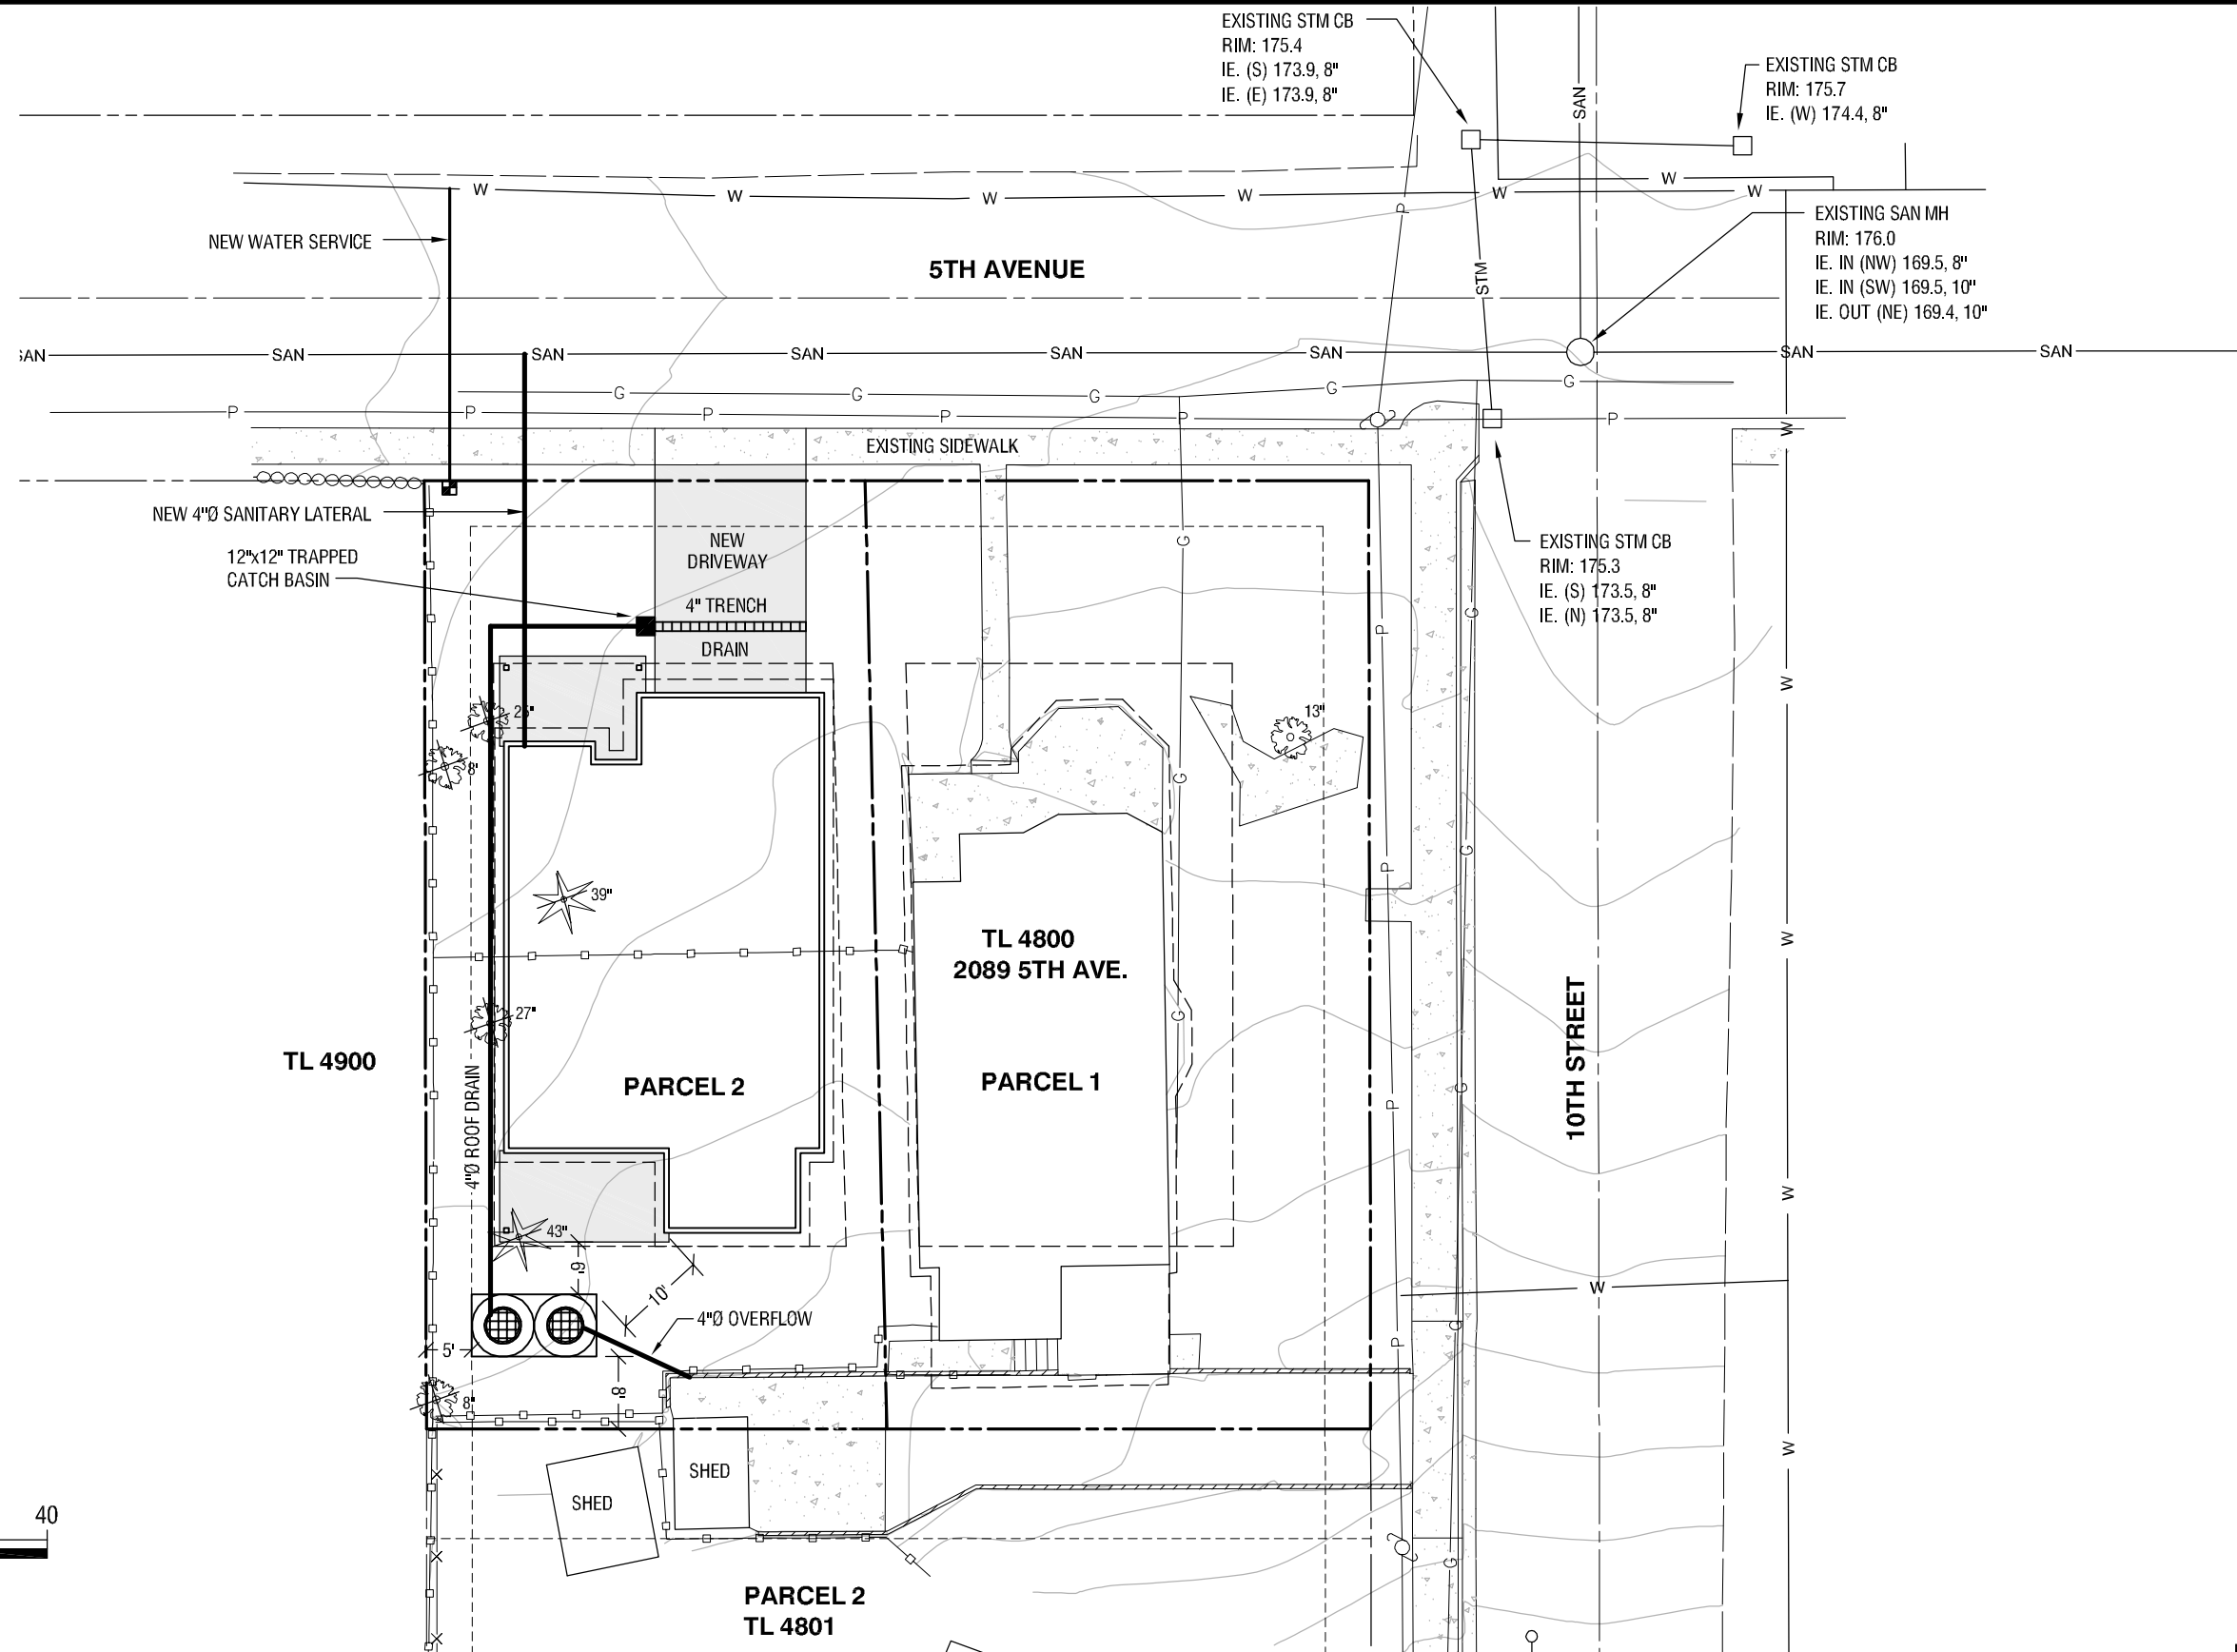 EXISTING STM CB
RIM: 175.4
IE. (S) 173.9, 8"
IE. (E) 173.9, 8"
EXISTING STM CB
RIM: 175.7
IE. (W) 174.4, 8"
SAN
P
W W W W W W W
NEW WATER SERVICE
5TH AVENUE
STM
EXISTING SAN MH
RIM: 176.0
IE. IN (NW) 169.5, 8"
IE. IN (SW) 169.5, 10"
IE. OUT (NE) 169.4, 10"
SAN SAN SAN SAN SAN SAN SAN SAN
G G G G G
P P P P P P
W
EXISTING SIDEWALK
NEW 4"Ø SANITARY LATERAL
12"x12" TRAPPED
CATCH BASIN
NEW
DRIVEWAY
4" TRENCH
DRAIN
G
EXISTING STM CB
RIM: 175.3
IE. (S) 173.5, 8"
IE. (N) 173.5, 8"
G
P
W
25"
13"
8"
G
P
G
39"
TL 4800
2089 5TH AVE.
W
27"
G
10TH STREET
TL 4900
PARCEL 2
PARCEL 1
4"Ø ROOF DRAIN
P
G
W
43"
6'
10'
W
4"Ø OVERFLOW
G
P
5'
8'
8"
W
SHED
SHED
40
G
PARCEL 2
TL 4801